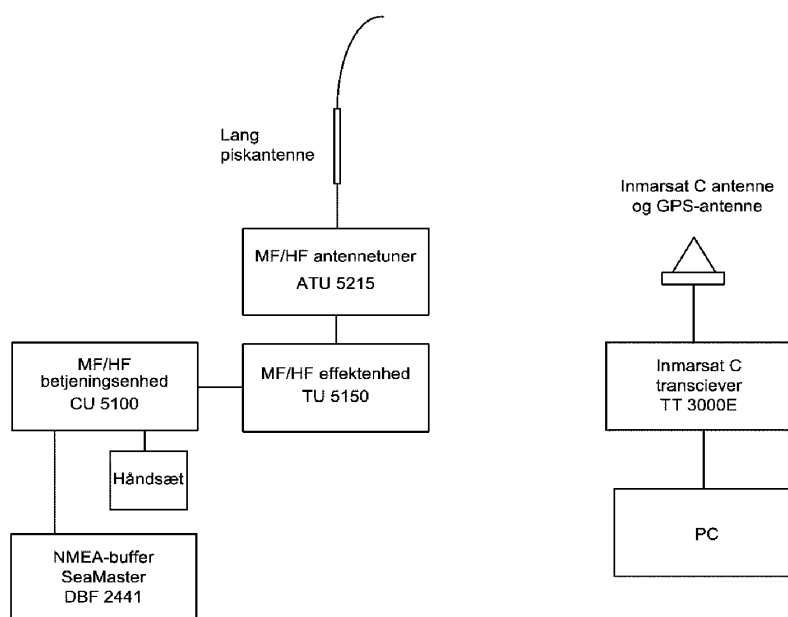 Lang
piskantenne
MF/HF antennetuner
ATU 5215
MF/HF
betjeningsenhed
CU 5100
MF/HF effektenhed
TU 5150
Håndsæt
NMEA-buffer
SeaMaster
DBF 2441
Inmarsat C antenne
og GPS-antenne
Inmarsat C
transciever
TT 3000E
PC